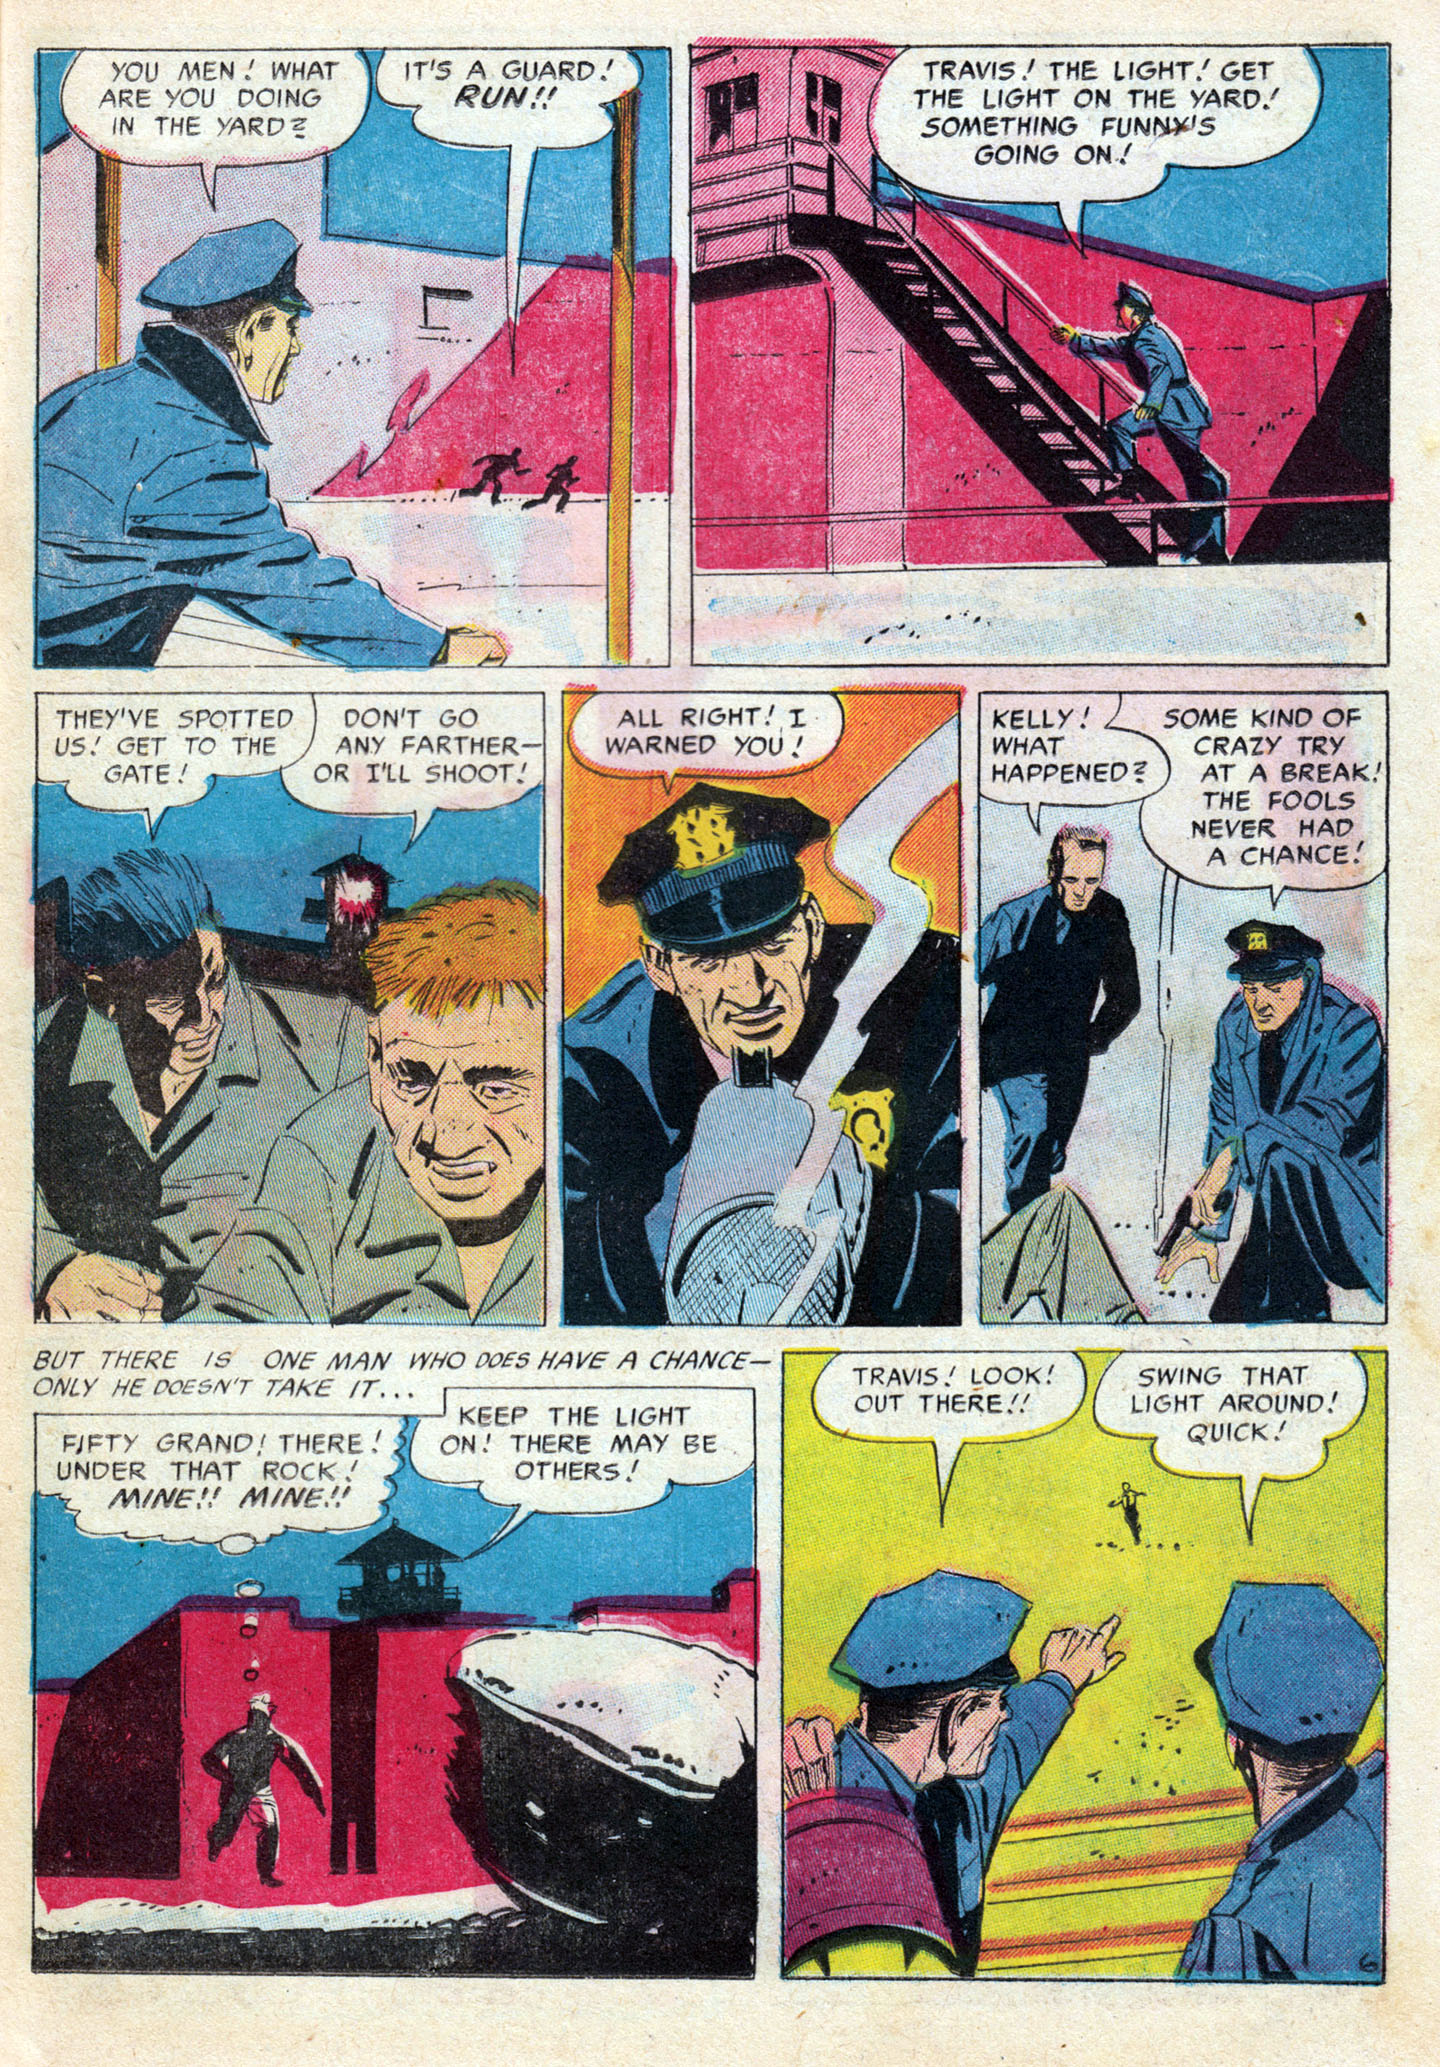 YOU MEN! WHAT
ARE YOU DOING
IN THE YARD?
IT'S A GUARD!
RUN!!
TRAVIS! THE LIGHT! GET
THE LIGHT ON THE YARD!
SOMETHING FUNNY'S
GOING ON!
THEY'VE SPOTTED
US! GET TO THE
GATE!
DON'T GO
ANY FARTHER—
OR I'LL SHOOT!
ALL RIGHT! I
WARNED YOU!
KELLY!
WHAT
HAPPENED?
SOME KIND OF
CRAZY TRY
AT A BREAK!
THE FOOLS
NEVER HAD
A CHANCE!
BUT THERE IS ONE MAN WHO DOES HAVE A CHANCE—
ONLY HE DOESN'T TAKE IT...
FIFTY GRAND! THERE!
UNDER THAT ROCK!
MINE!! MINE!!
KEEP THE LIGHT
ON! THERE MAY BE
OTHERS!
TRAVIS! LOOK!
OUT THERE!!
SWING THAT
LIGHT AROUND!
QUICK!
6